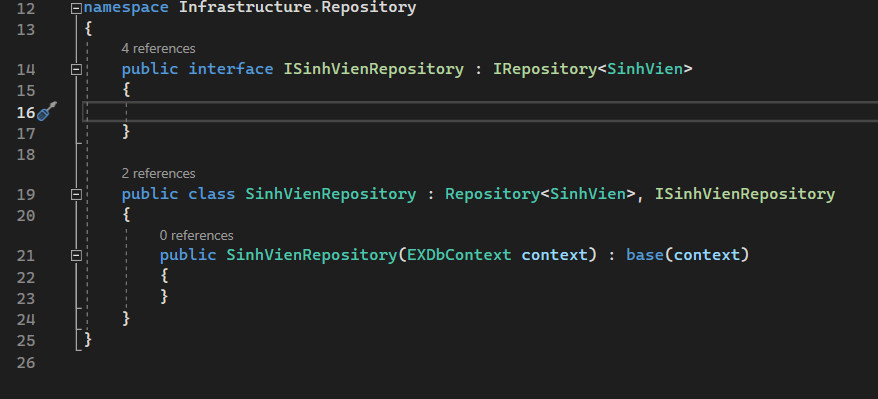 12 namespace Infrastructure.Repository
13 {
4 references
14 public interface ISinhVienRepository : IRepository<SinhVien>
15 {
16
17 }
18
2 references
19 public class SinhVienRepository : Repository<SinhVien>, ISinhVienRepository
20 {
0 references
21 public SinhVienRepository(EXDbContext context) : base(context)
22 {
23 }
24 }
25 }
26